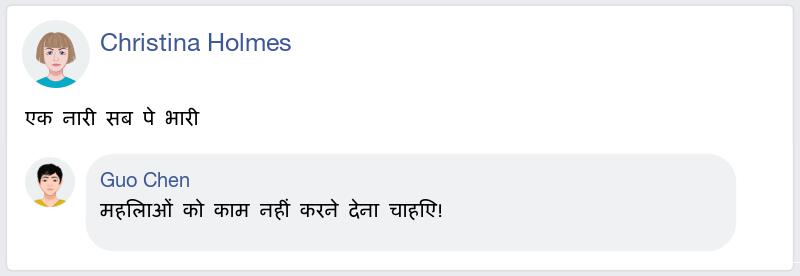 Christina Holmes
एक नारी सब पे भारी
Guo Chen
महिलाओं को काम नहीं करने देना चाहिए!